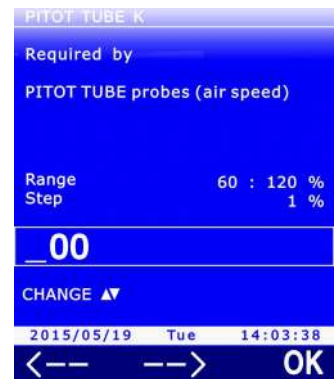 PITOT TUBE K
Required by
PITOT TUBE probes (air speed)
Range 60 : 120 %
Step 1 %
_00
CHANGE ▲▼
2015/05/19 Tue 14:03:38
<-- --> OK